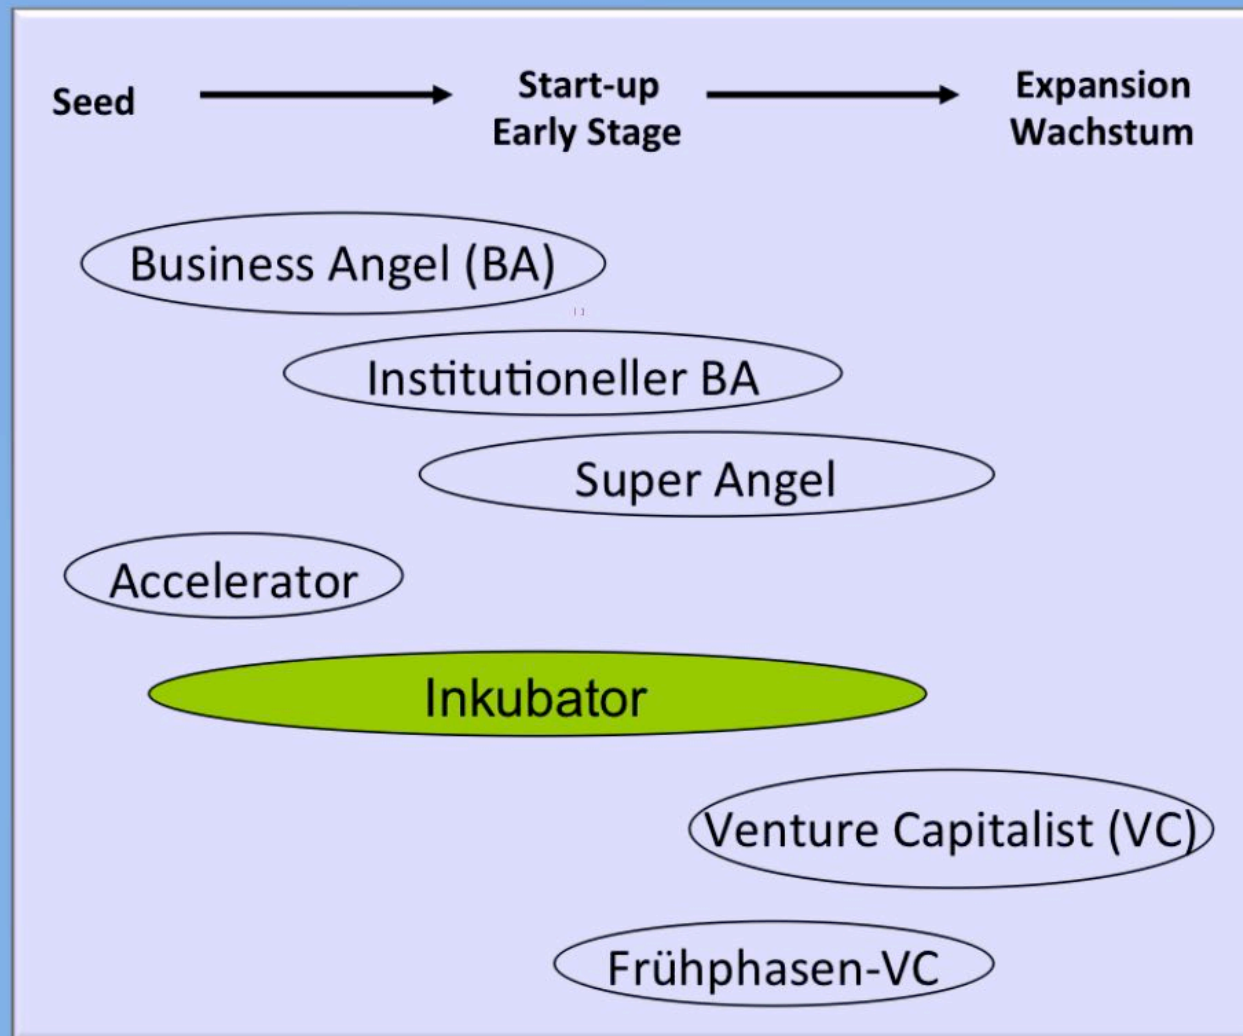 Seed
Start-up
Early Stage
Expansion
Wachstum
Business Angel (BA)
Institutioneller BA
Super Angel
Accelerator
Inkubator
Venture Capitalist (VC)
Frühphasen-VC